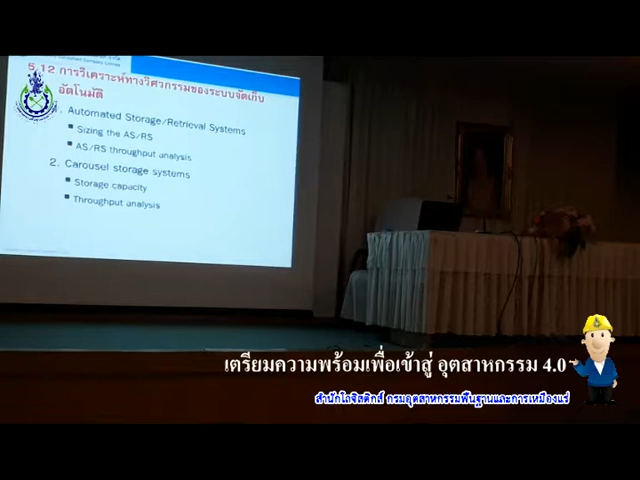 5.12 การวิเคราะห์ทางวิศวกรรมของระบบจัดเก็บ
อัตโนมัติ
1. Automated Storage/Retrieval Systems
■ Sizing the AS/RS
■ AS/RS throughput analysis
2. Carousel storage systems
■ Storage capacity
■ Throughput analysis
เตรียมความพร้อมเพื่อเข้าสู่ อุตสาหกรรม 4.0
สำนักโลจิสติกส์ กรมอุตสาหกรรมพื้นฐานและการเหมืองแร่